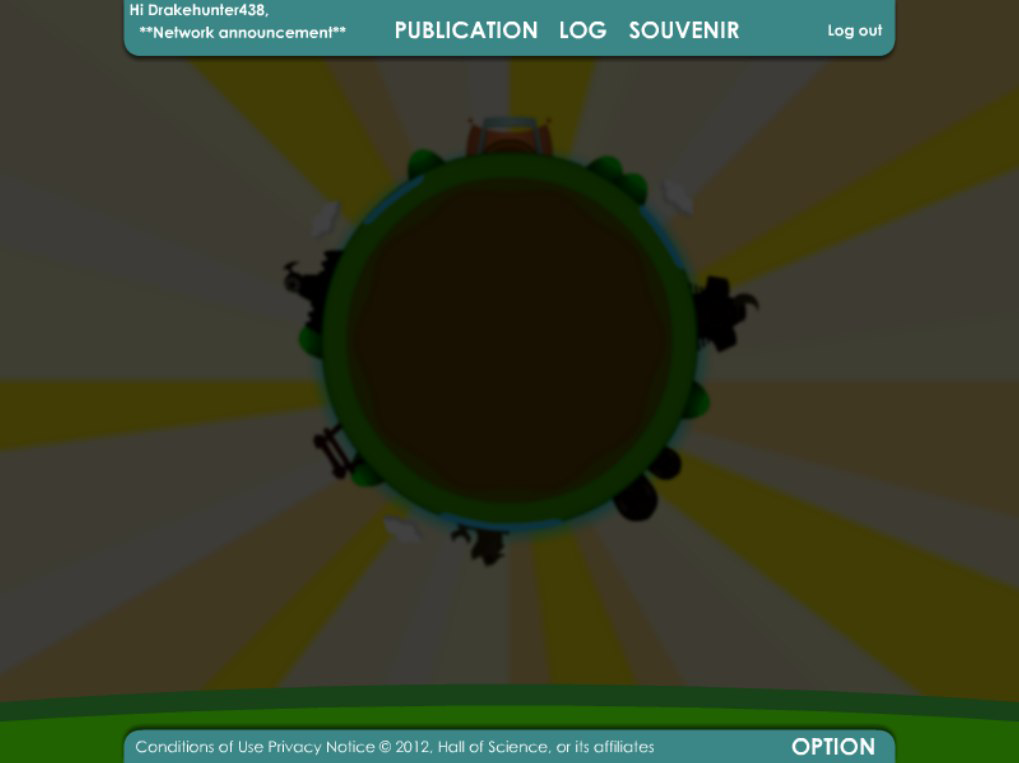 Hi Drakehunter438,
**Network announcement**
PUBLICATION LOG SOUVENIR
Log out
Conditions of Use Privacy Notice © 2012, Hall of Science, or its affiliates
OPTION